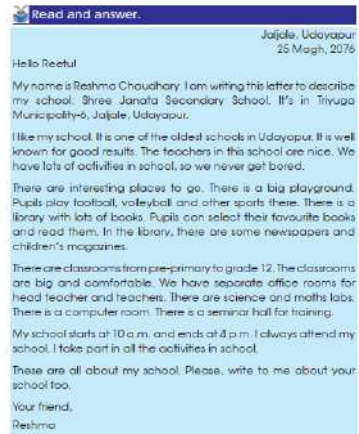 Read and answer.
Jaljale, Udayapur
25 Magh, 2076
Hello Reetu!
My name is Reshma Chaudhary. I am writing this letter to describe
my school: Shree Janata Secondary School. It's in Triyuga
Municipality-6, Jaljale, Udayapur.
I like my school. It is one of the oldest schools in Udayapur. It is well
known for good results. The teachers in this school are nice. We
have lots of activities in school, so we never get bored.
There are interesting places to go. There is a big playground.
Pupils play football, volleyball and other sports there. There is a
library with lots of books. Pupils can select their favourite books
and read them. In the library, there are some newspapers and
children's magazines.
There are classrooms from pre-primary to grade 12. The classrooms
are big and comfortable. We have separate office rooms for
head teacher and teachers. There are science and maths labs.
There is a computer room. There is a seminar hall for training.
My school starts at 10 a.m. and ends at 4 p.m. I always attend my
school. I take part in all the activities in school.
These are all about my school. Please, write to me about your
school too.
Your friend,
Reshma